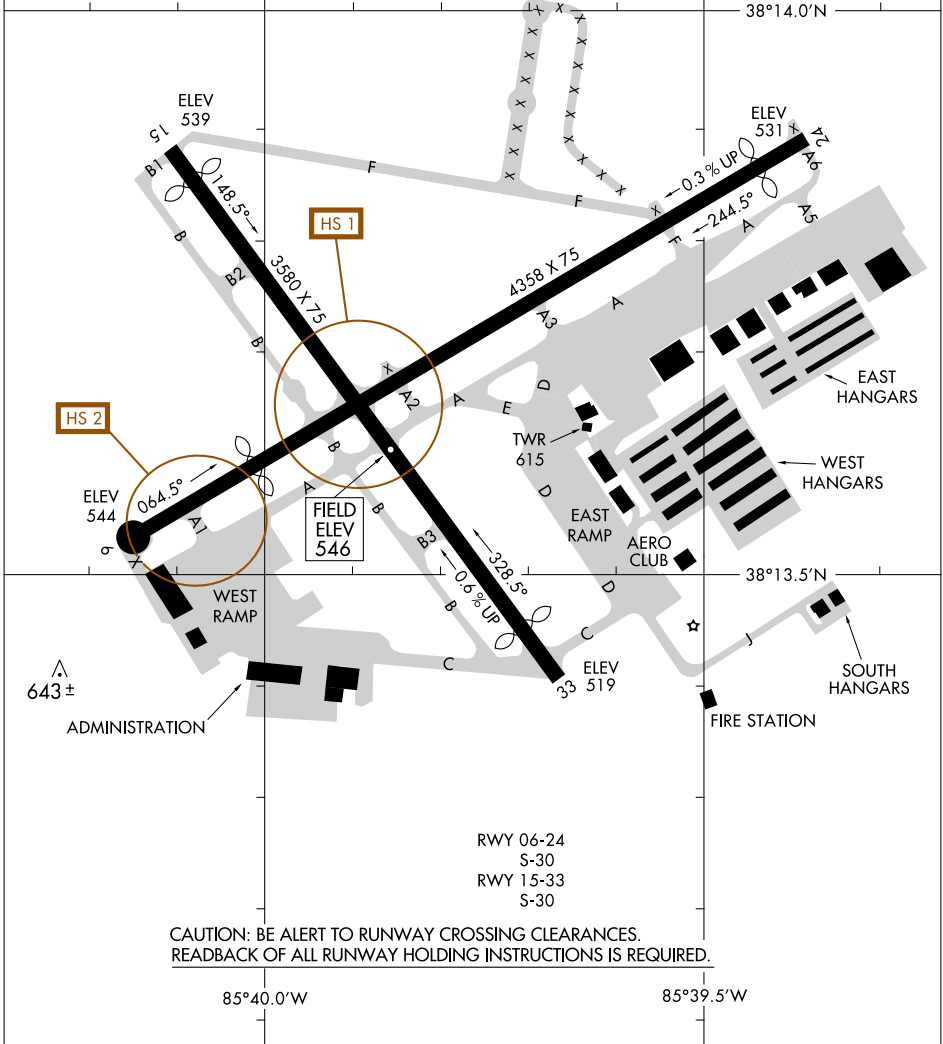 38°14.0'N
X X X X X X X X X X X X X X X X X X
ELEV
539
15
B1
148.5°
B
B2
3580 X 75
B
F
F
F
ELEV
531
X
24
A6
0.3 % UP
244.5°
A5
A
HS 1
4358 X 75
A
A3
X
A2
A
D
E
TWR
615
EAST
HANGARS
WEST
HANGARS
HS 2
064.5°
ELEV
544
6
X
A1
A
B
B
FIELD
ELEV
546
B3
B
328.5°
0.6 % UP
D
EAST
RAMP
AERO
CLUB
38°13.5'N
D
WEST
RAMP
C
C
33
ELEV
519
J
SOUTH
HANGARS
643 ±
ADMINISTRATION
FIRE STATION
RWY 06-24
S-30
RWY 15-33
S-30
CAUTION: BE ALERT TO RUNWAY CROSSING CLEARANCES.
READBACK OF ALL RUNWAY HOLDING INSTRUCTIONS IS REQUIRED.
85°40.0'W
85°39.5'W